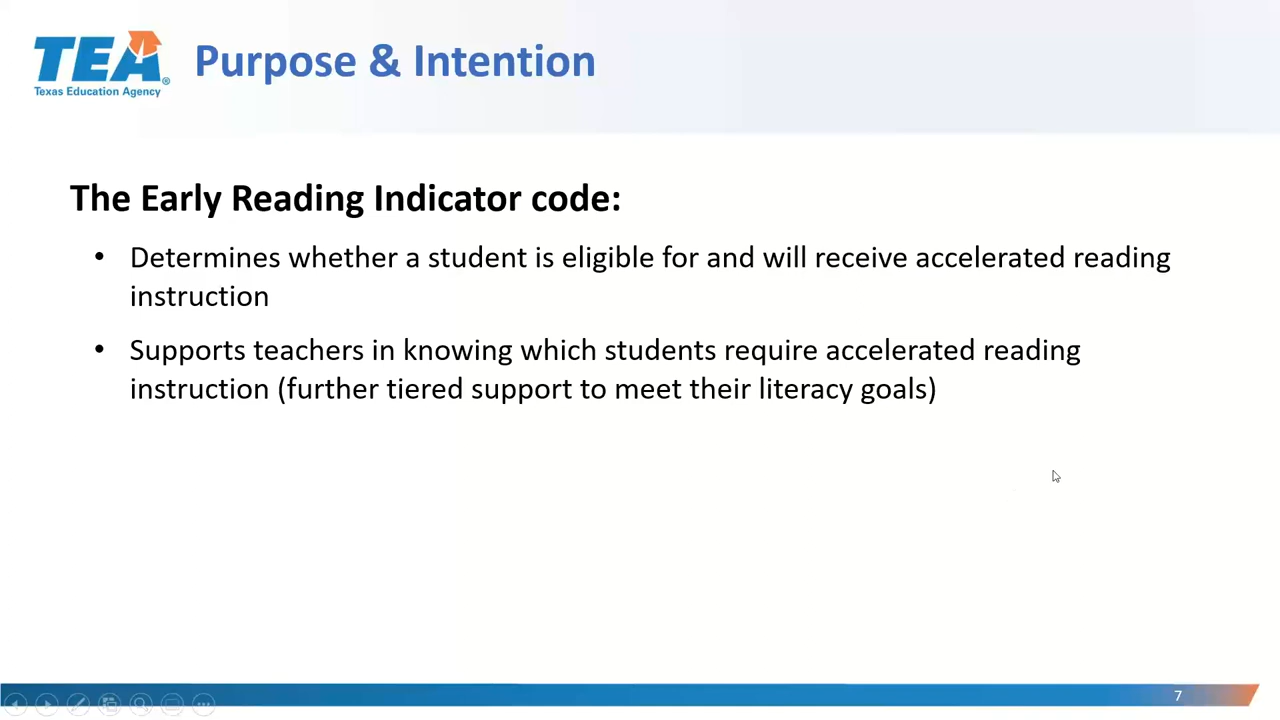 TEA®
Texas Education Agency
Purpose & Intention
The Early Reading Indicator code:
• Determines whether a student is eligible for and will receive accelerated reading
instruction
• Supports teachers in knowing which students require accelerated reading
instruction (further tiered support to meet their literacy goals)
7